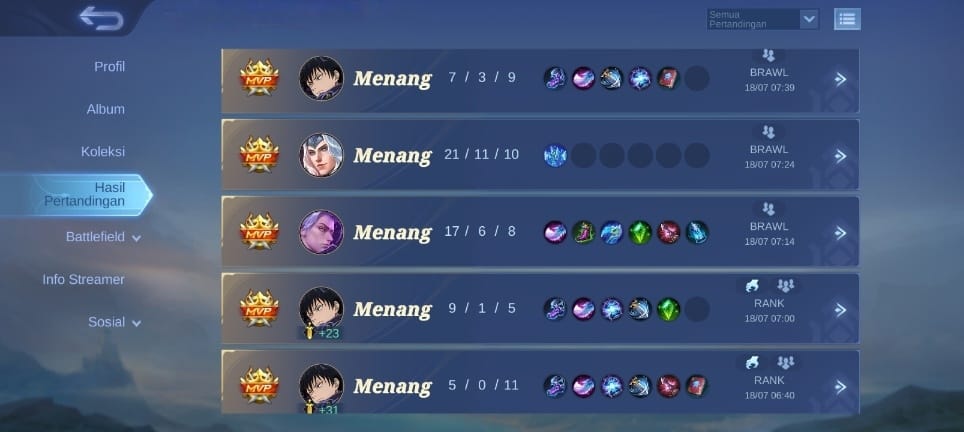 Semua
Pertandingan
Profil
Album
Koleksi
Hasil
Pertandingan
Battlefield
Info Streamer
Sosial
MVP Menang 7 / 3 / 9 BRAWL
18/07 07:39
MVP Menang 21 / 11 / 10 BRAWL
18/07 07:24
MVP Menang 17 / 6 / 8 BRAWL
18/07 07:14
MVP Menang 9 / 1 / 5 RANK
+23 18/07 07:00
MVP Menang 5 / 0 / 11 RANK
+31 18/07 06:40